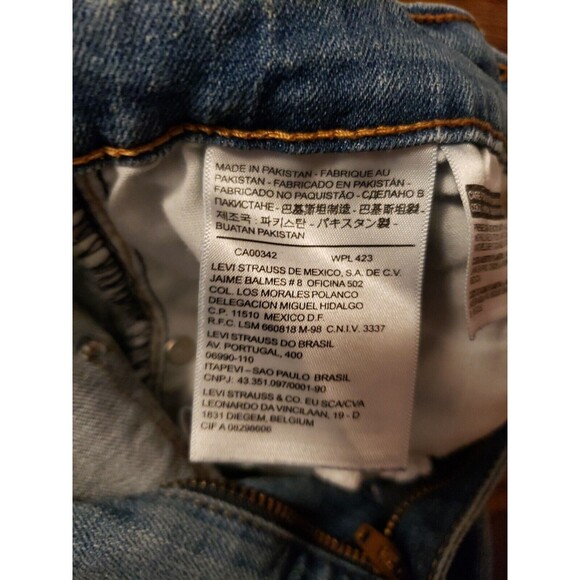 MADE IN PAKISTAN - FABRIQUE AU
PAKISTAN - FABRICADO EN PAKISTÁN -
FABRICADO NO PAQUISTÃO - СДЕЛАНО В
ПАКИСТАНЕ - 巴基斯坦制造 - 巴基斯坦製 -
제조국 : 파키스탄 - パキスタン製 -
BUATAN PAKISTAN
CA00342 WPL 423
LEVI STRAUSS DE MEXICO, S.A. DE C.V.
JAIME BALMES # 8 OFICINA 502
COL. LOS MORALES POLANCO
DELEGACION MIGUEL HIDALGO
C.P. 11510 MEXICO D.F.
R.F.C. LSM 660818 M-98 C.N.I.V. 3337
LEVI STRAUSS DO BRASIL
AV. PORTUGAL, 400
06990-110
ITAPEVI - SAO PAULO BRASIL
CNPJ: 43.351.097/0001-90
LEVI STRAUSS & CO. EU SCA/CVA
LEONARDO DA VINCILAAN, 19 - D
1831 DIEGEM, BELGIUM
CIF A 08298606